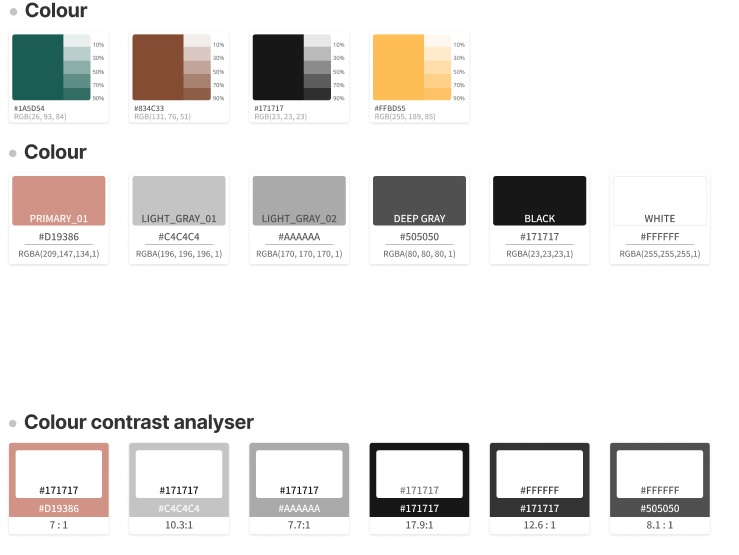 Colour
10%
30%
50%
70%
90%
#1A5D54
RGB(26, 93, 84)
10%
30%
50%
70%
90%
#834C33
RGB(131, 76, 51)
10%
30%
50%
70%
90%
#171717
RGB(23, 23, 23)
10%
30%
50%
70%
90%
#FFBD55
RGB(255, 189, 85)
Colour
PRIMARY_01
#D19386
RGBA(209,147,134,1)
LIGHT_GRAY_01
#C4C4C4
RGBA(196, 196, 196, 1)
LIGHT_GRAY_02
#AAAAAA
RGBA(170, 170, 170, 1)
DEEP GRAY
#505050
RGBA(80, 80, 80, 1)
BLACK
#171717
RGBA(23,23,23,1)
WHITE
#FFFFFF
RGBA(255,255,255,1)
Colour contrast analyser
#171717
#D19386
7 : 1
#171717
#C4C4C4
10.3:1
#171717
#AAAAAA
7.7:1
#171717
#171717
17.9:1
#FFFFFF
#171717
12.6 : 1
#FFFFFF
#505050
8.1 : 1